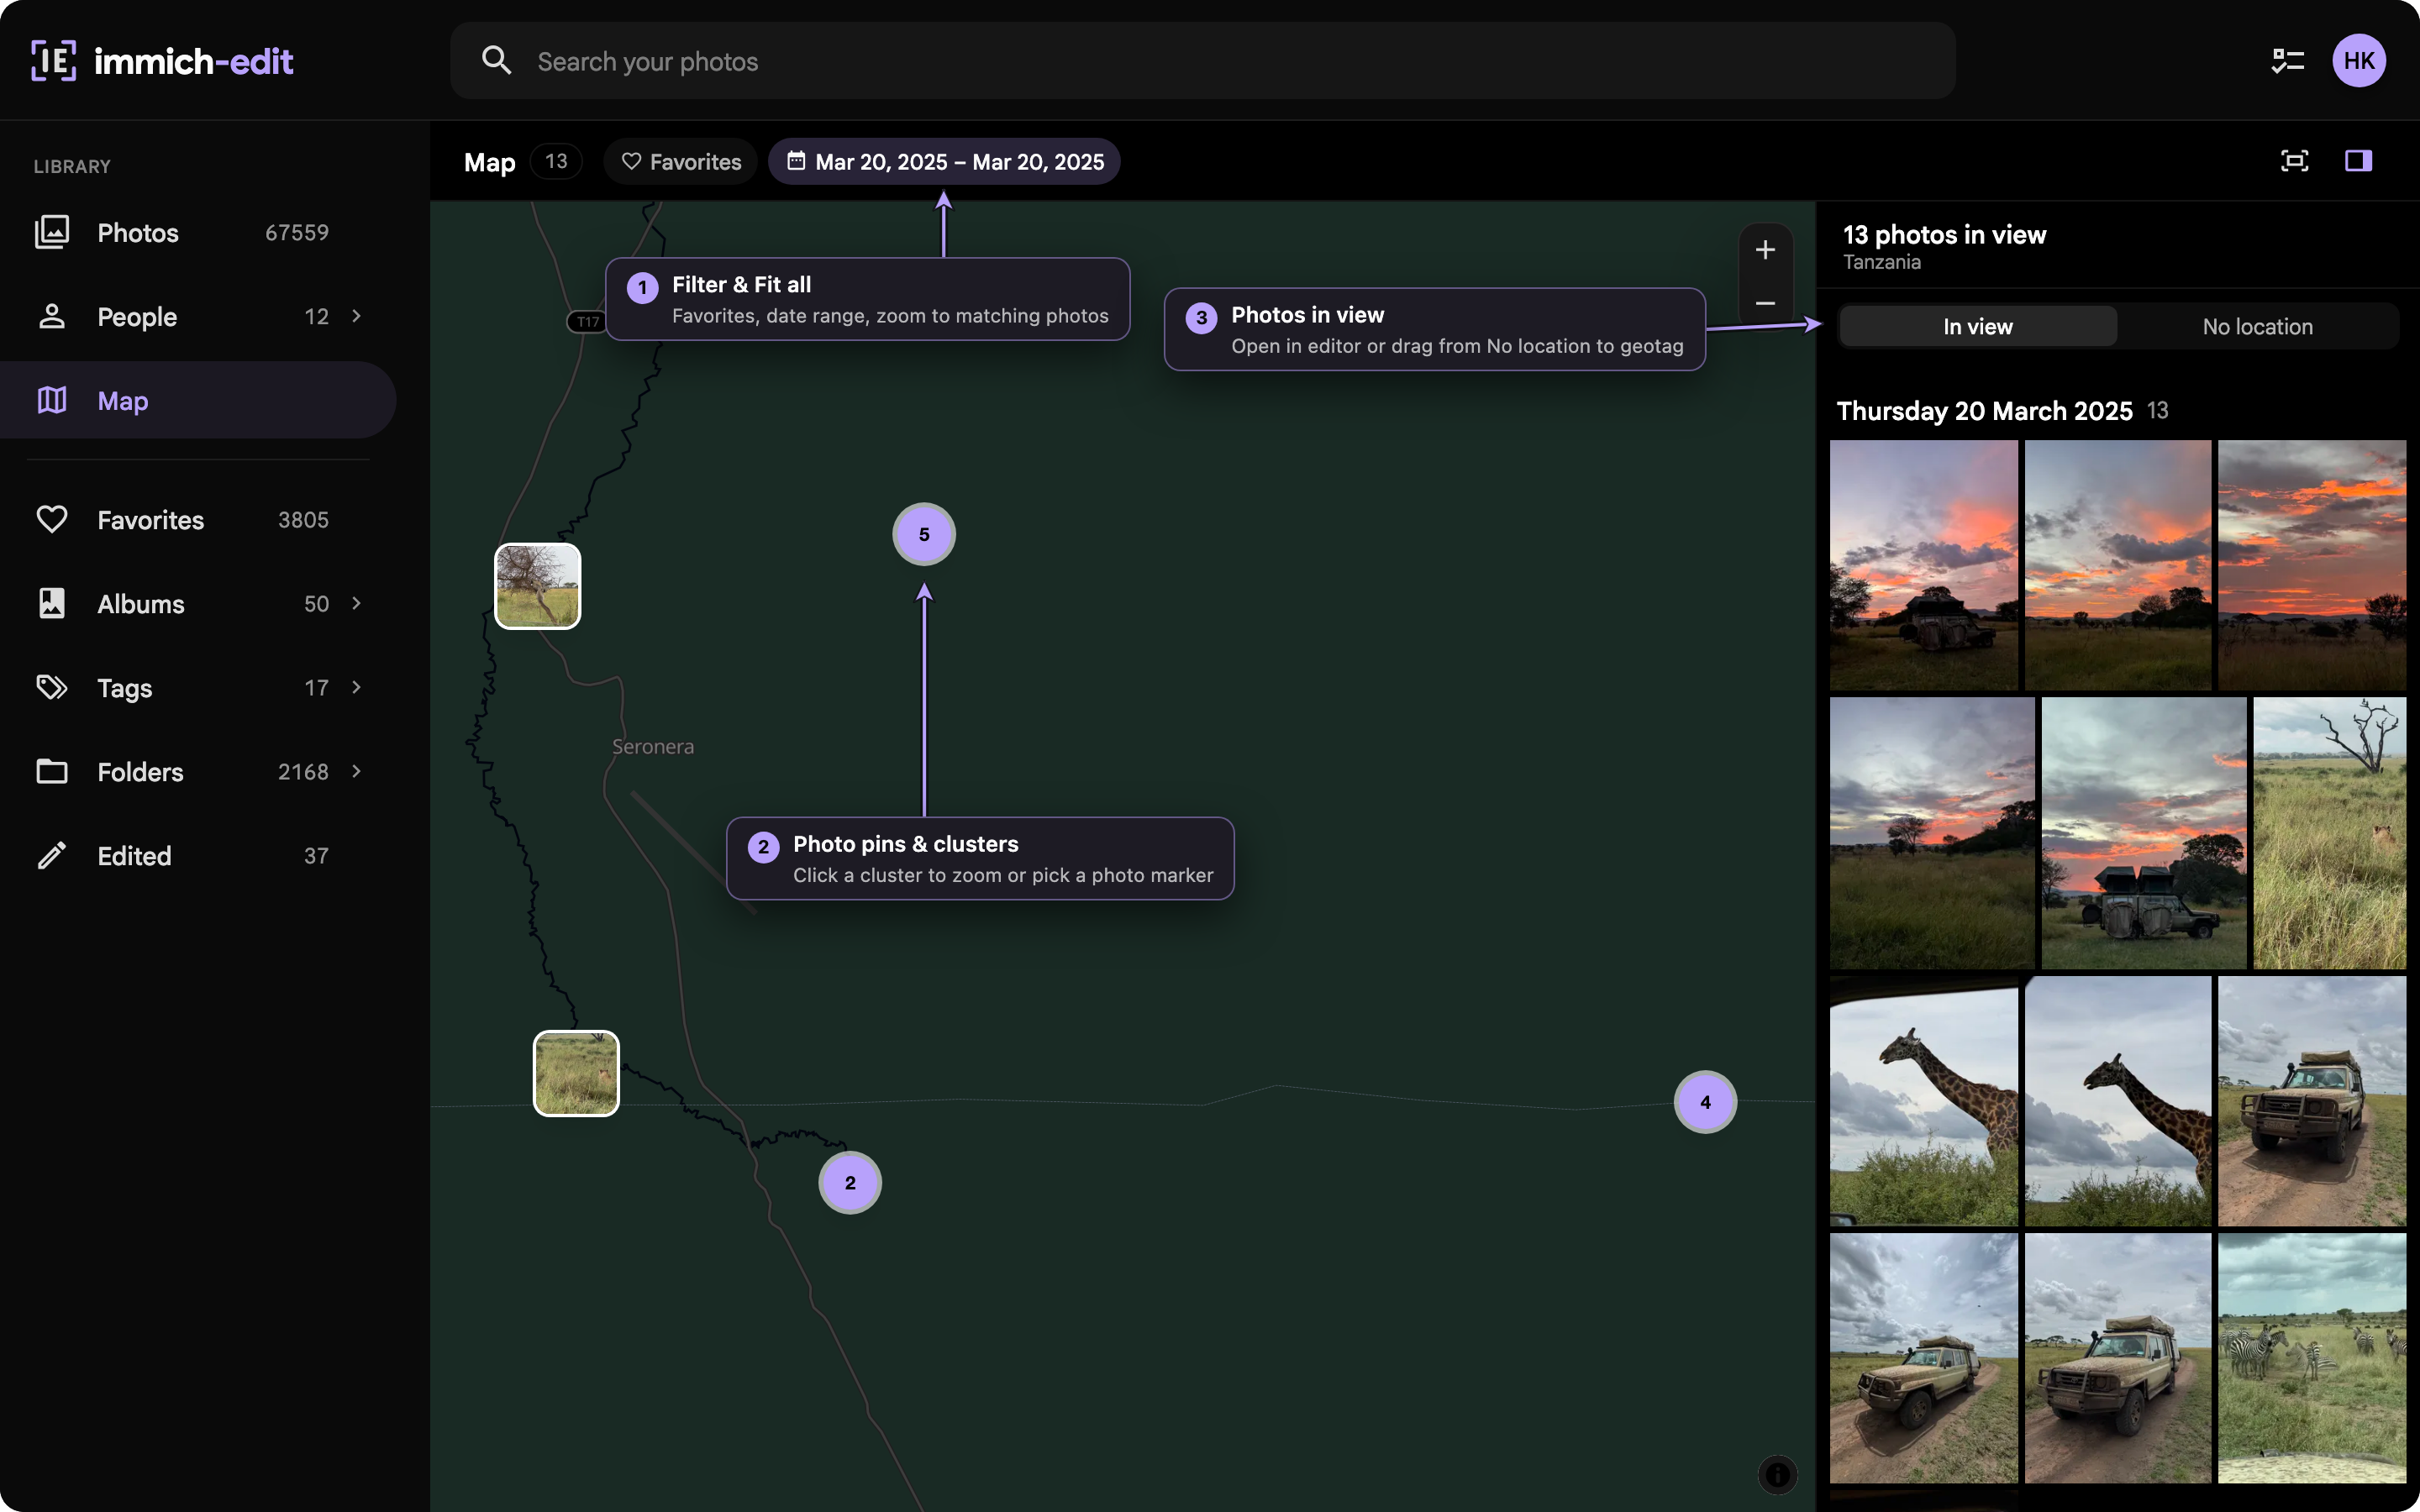 IE immich-edit
Search your photos
HK
LIBRARY
Photos 67559
People 12
Map
Favorites 3805
Albums 50
Tags 17
Folders 2168
Edited 37
Map 13 Favorites Mar 20, 2025 – Mar 20, 2025
1 Filter & Fit all
Favorites, date range, zoom to matching photos
T17
3 Photos in view
Open in editor or drag from No location to geotag
+
−
5
Seronera
2 Photo pins & clusters
Click a cluster to zoom or pick a photo marker
4
2
13 photos in view
Tanzania
In view No location
Thursday 20 March 2025 13